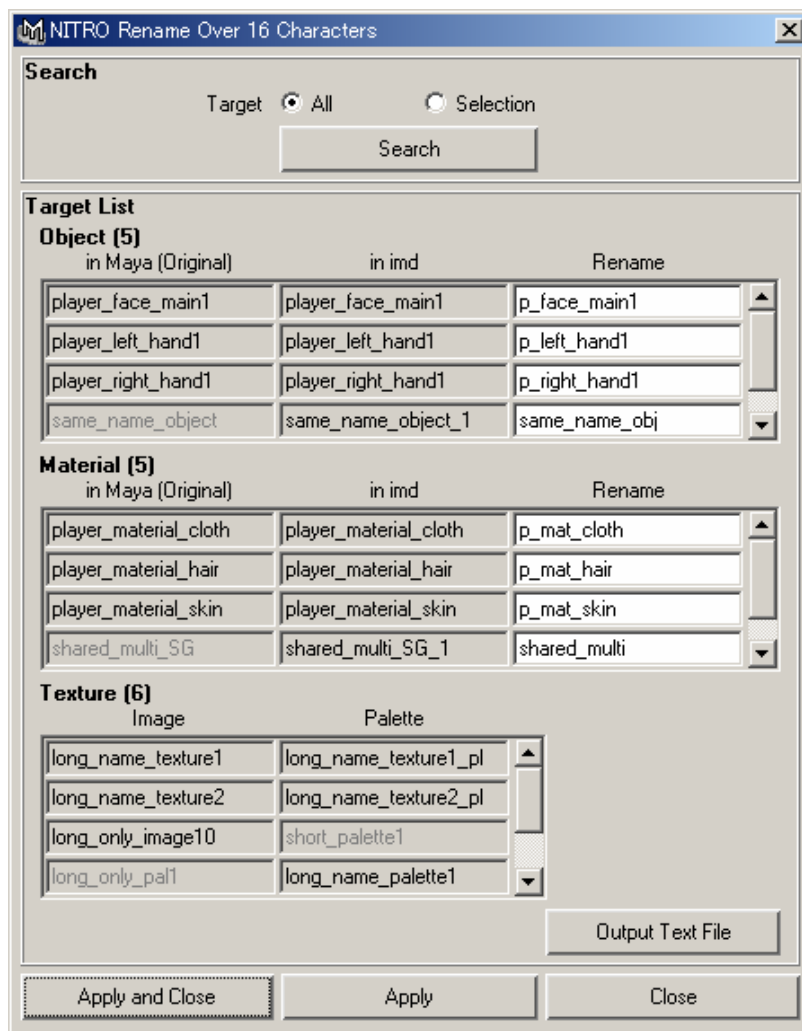 NITRO Rename Over 16 Characters
Search
Target All Selection
Search
Target List
Object (5)
in Maya (Original) in imd Rename
player_face_main1 player_face_main1 p_face_main1
player_left_hand1 player_left_hand1 p_left_hand1
player_right_hand1 player_right_hand1 p_right_hand1
same_name_object same_name_object_1 same_name_obj
Material (5)
in Maya (Original) in imd Rename
player_material_cloth player_material_cloth p_mat_cloth
player_material_hair player_material_hair p_mat_hair
player_material_skin player_material_skin p_mat_skin
shared_multi_SG shared_multi_SG_1 shared_multi
Texture (6)
Image Palette
long_name_texture1 long_name_texture1_pl
long_name_texture2 long_name_texture2_pl
long_only_image10 short_palette1
long_only_pal1 long_name_palette1
Output Text File
Apply and Close Apply Close